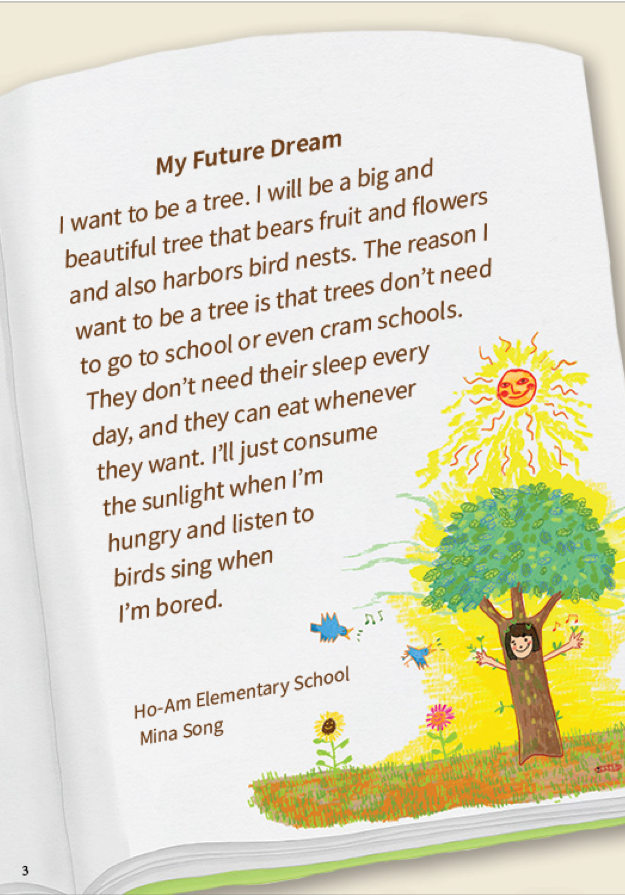 My Future Dream
I want to be a tree. I will be a big and
beautiful tree that bears fruit and flowers
and also harbors bird nests. The reason I
want to be a tree is that trees don't need
to go to school or even cram schools.
They don't need their sleep every
day, and they can eat whenever
they want. I'll just consume
the sunlight when I'm
hungry and listen to
birds sing when
I'm bored.
Ho-Am Elementary School
Mina Song
3